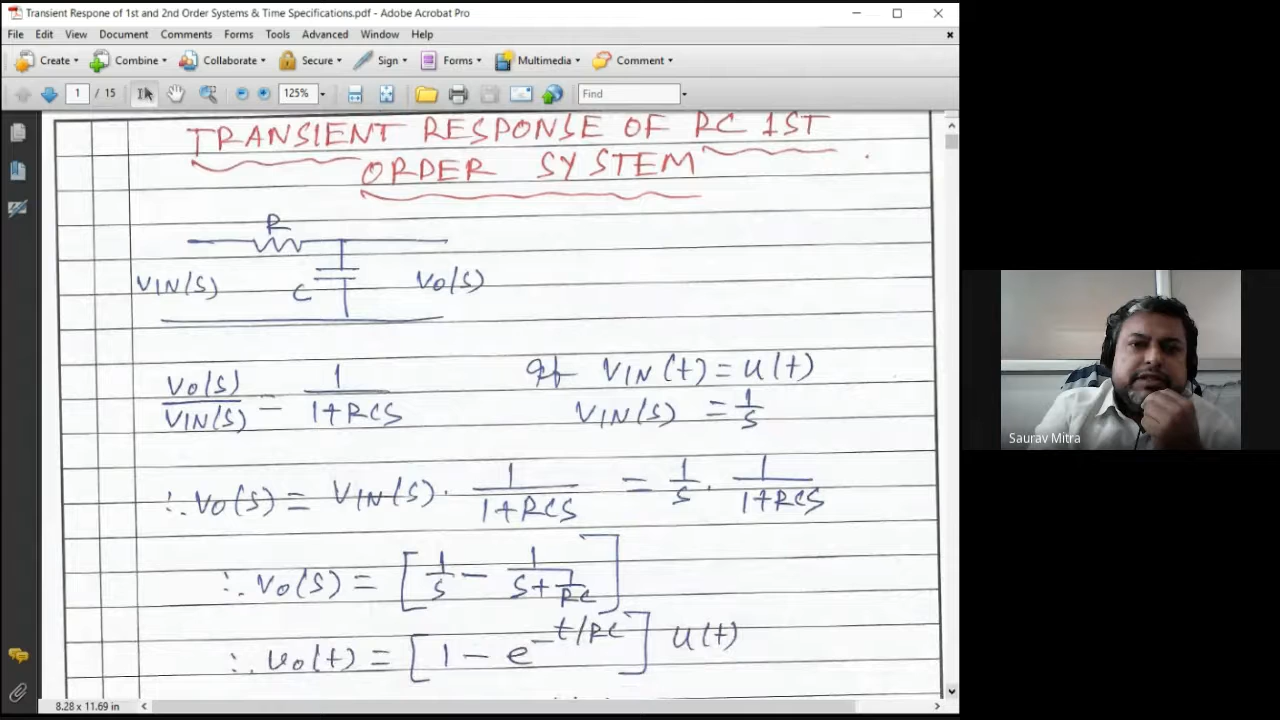 Transient Respone of 1st and 2nd Order Systems & Time Specifications.pdf - Adobe Acrobat Pro
File Edit View Document Comments Forms Tools Advanced Window Help
Create Combine Collaborate Secure Sign Forms Multimedia Comment
1 / 15 125% Find
TRANSIENT RESPONSE OF RC 1ST
ORDER SYSTEM
R
VIN(S) C VO(S)
VO(S)/VIN(S) = 1/(1+RCS) If VIN(t) = U(t)
VIN(S) = 1/S
∴ VO(S) = VIN(S) · 1/(1+RCS) = 1/S · 1/(1+RCS)
∴ VO(S) = [1/S − 1/(S+1/RC)]
∴ VO(t) = [1 − e^(−t/RC)] U(t)
8.28 x 11.69 in
Saurav Mitra